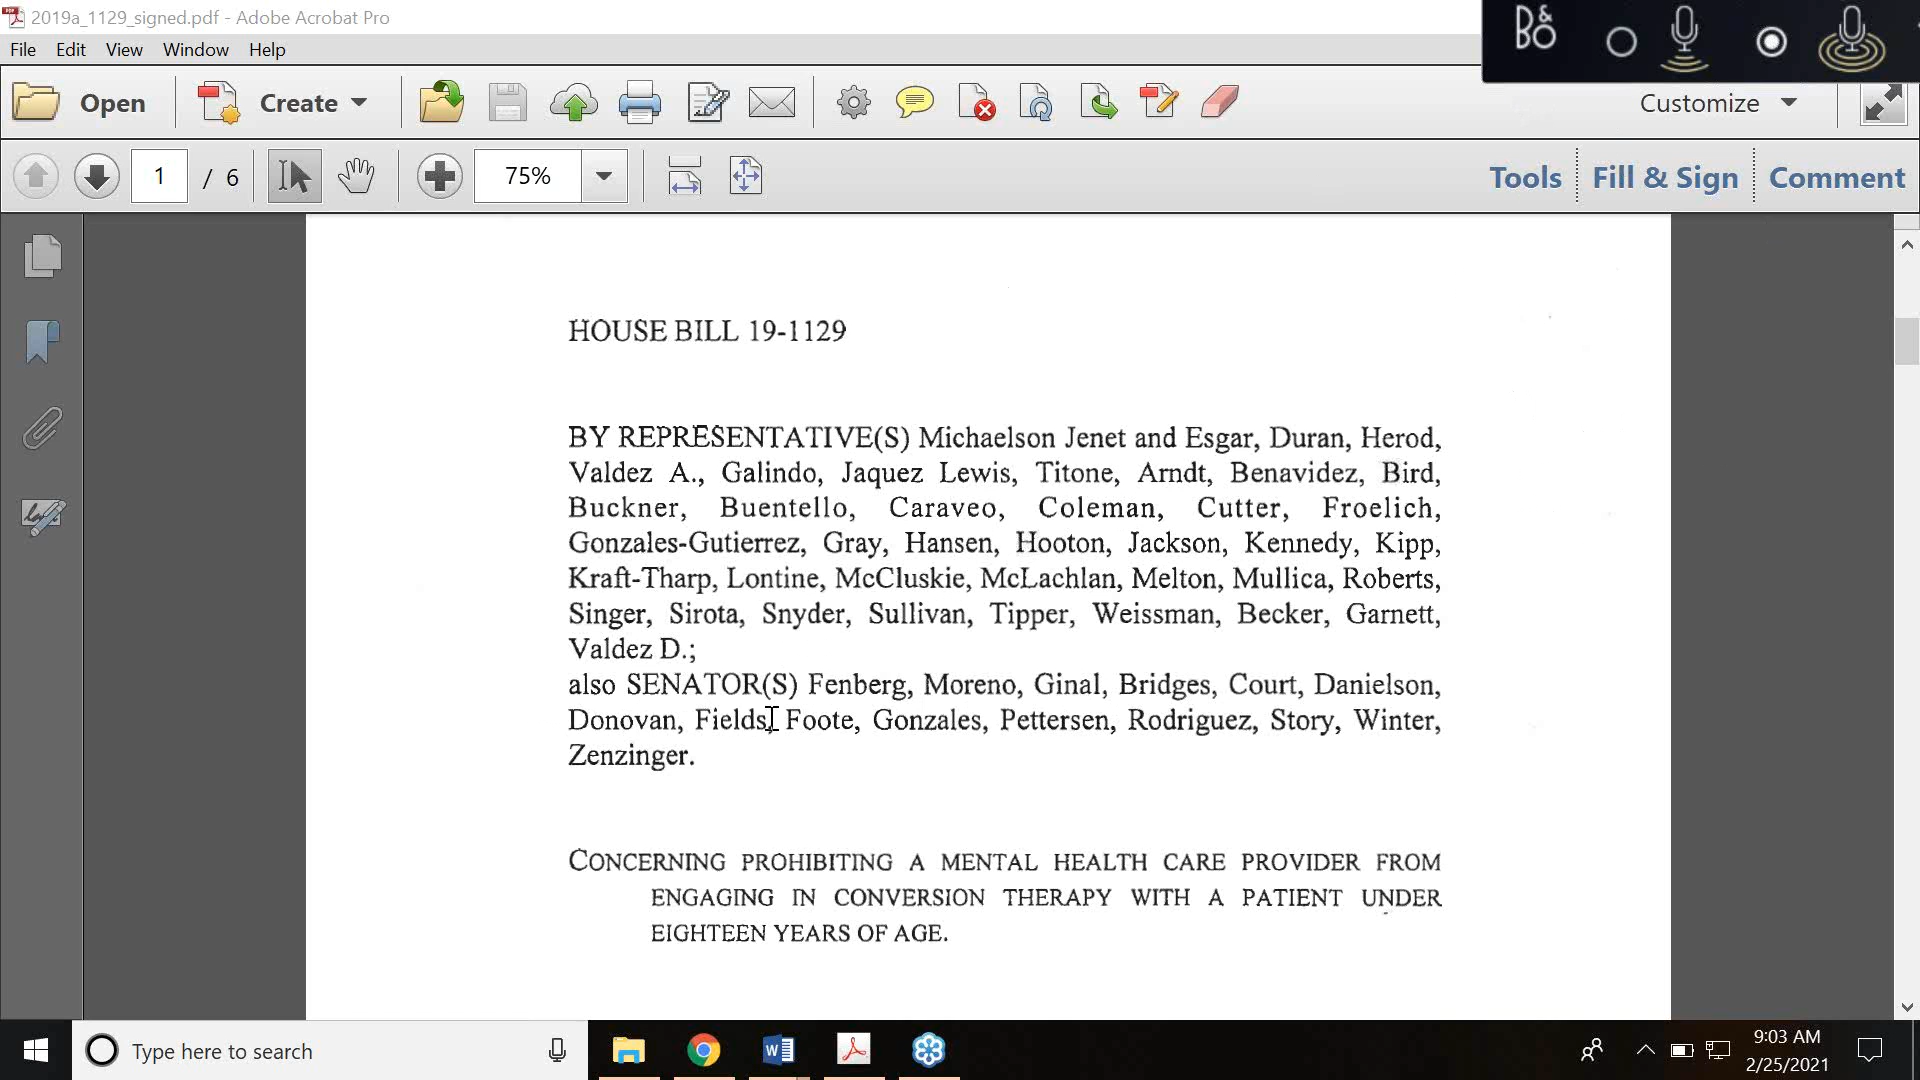 2019a_1129_signed.pdf - Adobe Acrobat Pro
File Edit View Window Help
B&O
Open Create Customize
1 / 6 75% Tools Fill & Sign Comment
HOUSE BILL 19-1129
BY REPRESENTATIVE(S) Michaelson Jenet and Esgar, Duran, Herod,
Valdez A., Galindo, Jaquez Lewis, Titone, Arndt, Benavidez, Bird,
Buckner, Buentello, Caraveo, Coleman, Cutter, Froelich,
Gonzales-Gutierrez, Gray, Hansen, Hooton, Jackson, Kennedy, Kipp,
Kraft-Tharp, Lontine, McCluskie, McLachlan, Melton, Mullica, Roberts,
Singer, Sirota, Snyder, Sullivan, Tipper, Weissman, Becker, Garnett,
Valdez D.;
also SENATOR(S) Fenberg, Moreno, Ginal, Bridges, Court, Danielson,
Donovan, Fields, Foote, Gonzales, Pettersen, Rodriguez, Story, Winter,
Zenzinger.
CONCERNING PROHIBITING A MENTAL HEALTH CARE PROVIDER FROM
ENGAGING IN CONVERSION THERAPY WITH A PATIENT UNDER
EIGHTEEN YEARS OF AGE.
Type here to search
9:03 AM
2/25/2021